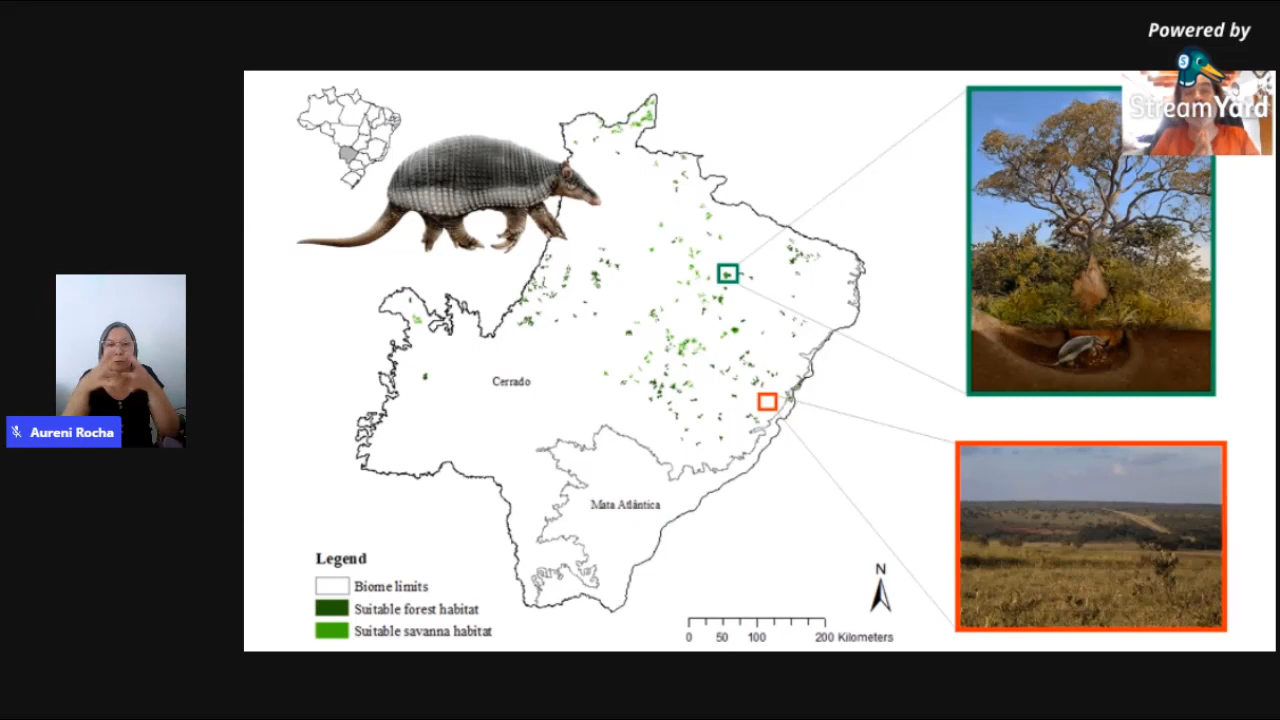 Powered by
StreamYard
Cerrado
Aureni Rocha
Mata Atlântica
Legend
Biome limits
Suitable forest habitat
Suitable savanna habitat
N
0 50 100 200 Kilometers